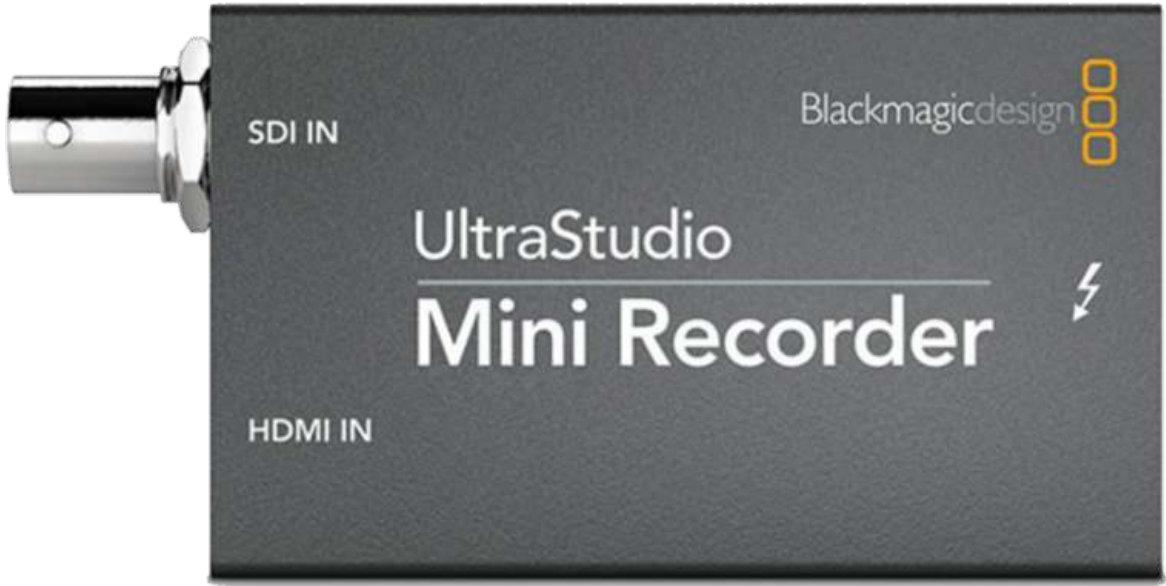 SDI IN
Blackmagicdesign
UltraStudio
Mini Recorder
HDMI IN